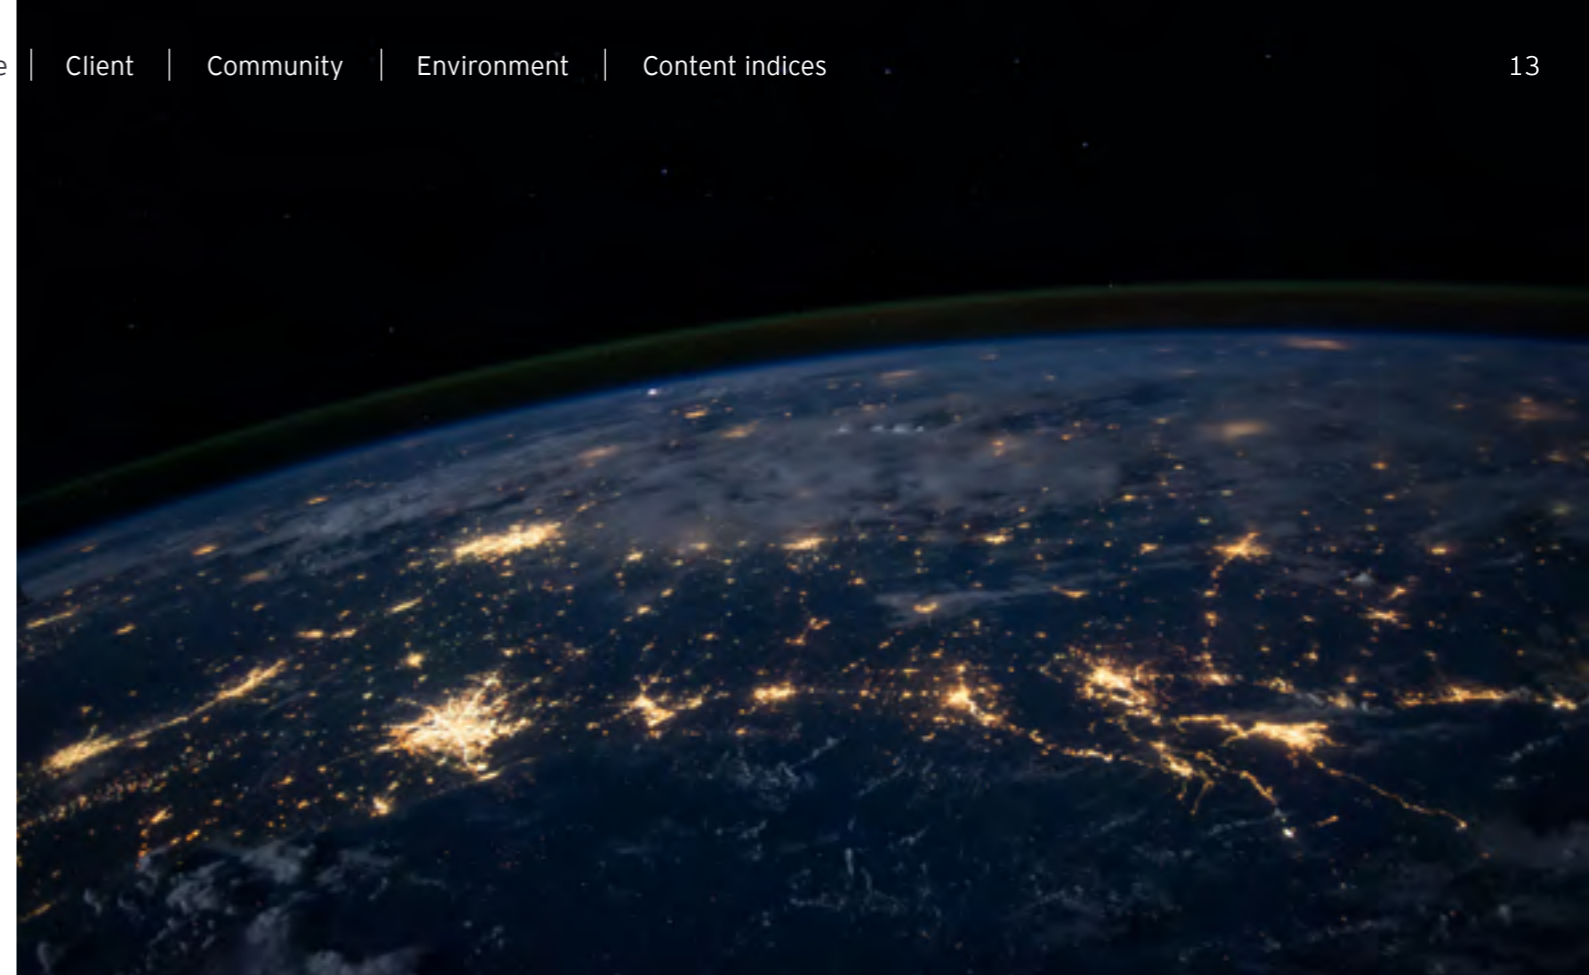 Client | Community | Environment | Content indices 13